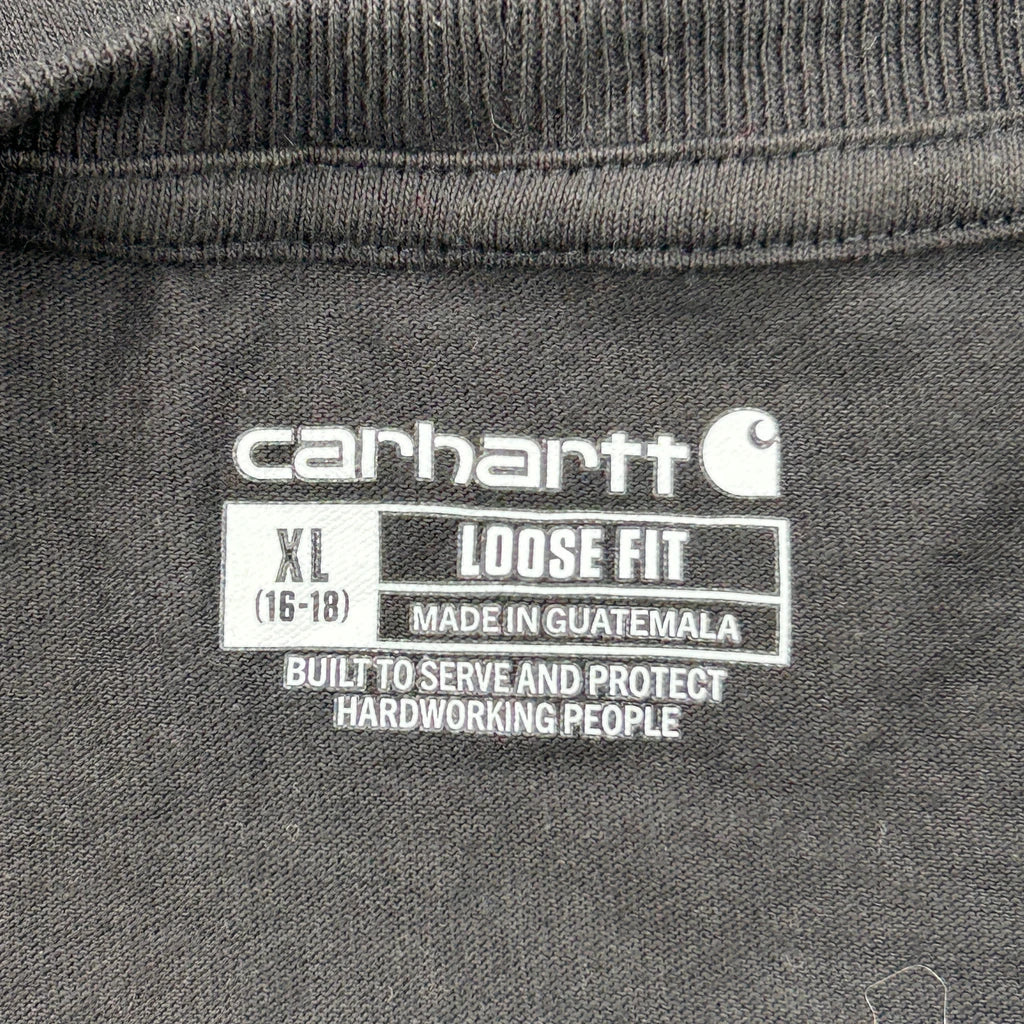 carhartt
XL
(16-18)
LOOSE FIT
MADE IN GUATEMALA
BUILT TO SERVE AND PROTECT
HARDWORKING PEOPLE